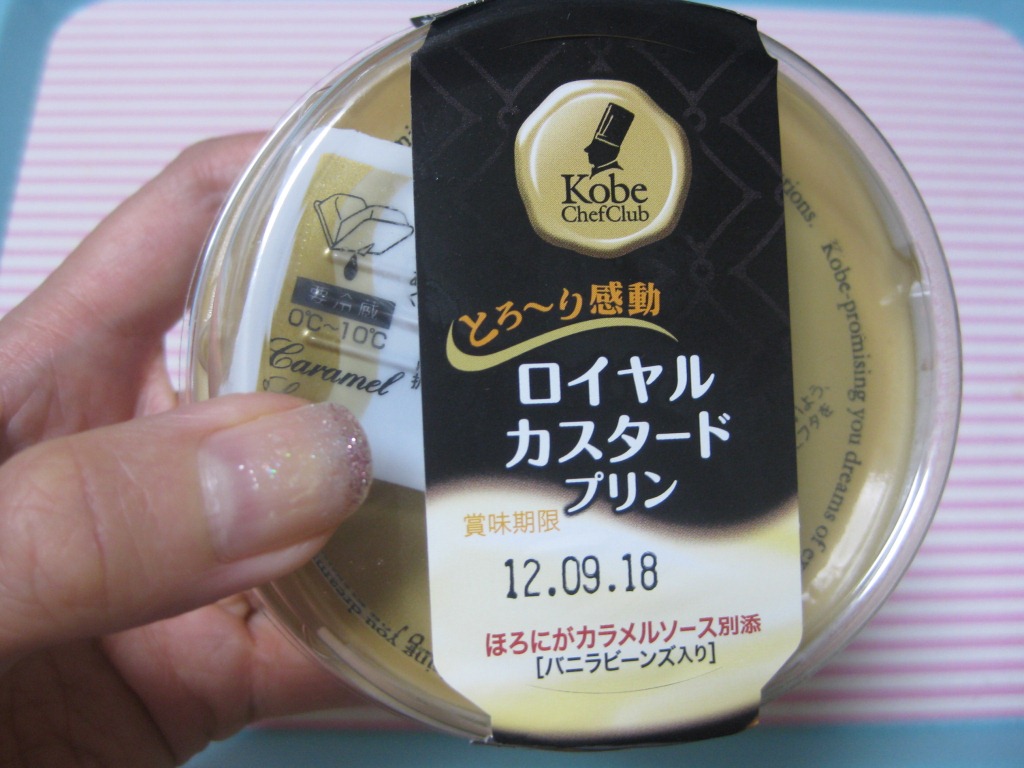 Kobe
ChefClub
とろ～り感動
ロイヤル
カスタード
プリン
賞味期限
12.09.18
ほろにがカラメルソース別添
[バニラビーンズ入り]
要冷蔵
0℃～10℃
Caramel
Kobe-promising you dreams of